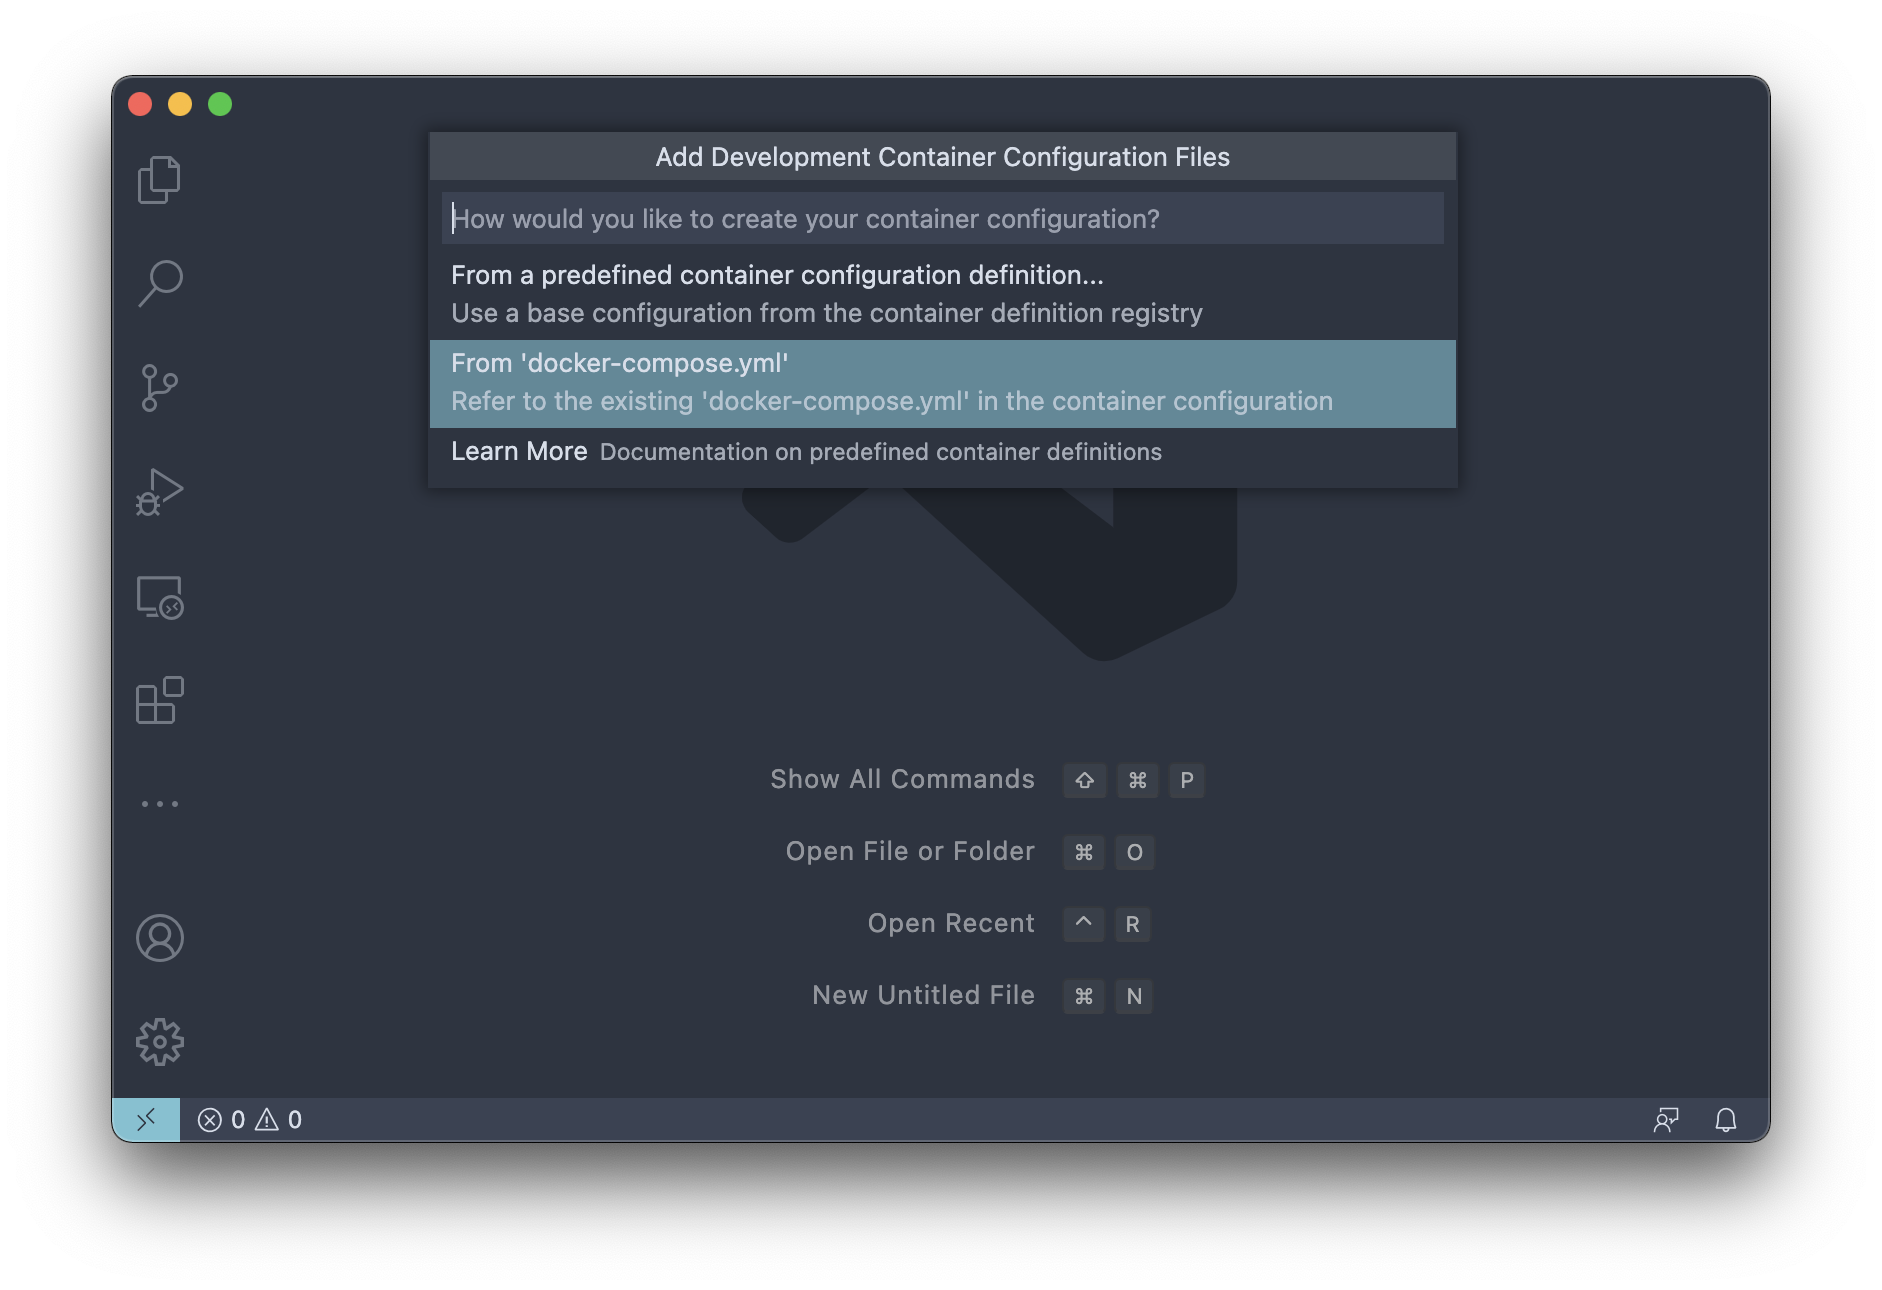 Add Development Container Configuration Files
How would you like to create your container configuration?
From a predefined container configuration definition...
Use a base configuration from the container definition registry
From 'docker-compose.yml'
Refer to the existing 'docker-compose.yml' in the container configuration
Learn More Documentation on predefined container definitions
Show All Commands ⇧ ⌘ P
Open File or Folder ⌘ O
Open Recent ^ R
New Untitled File ⌘ N
0 0